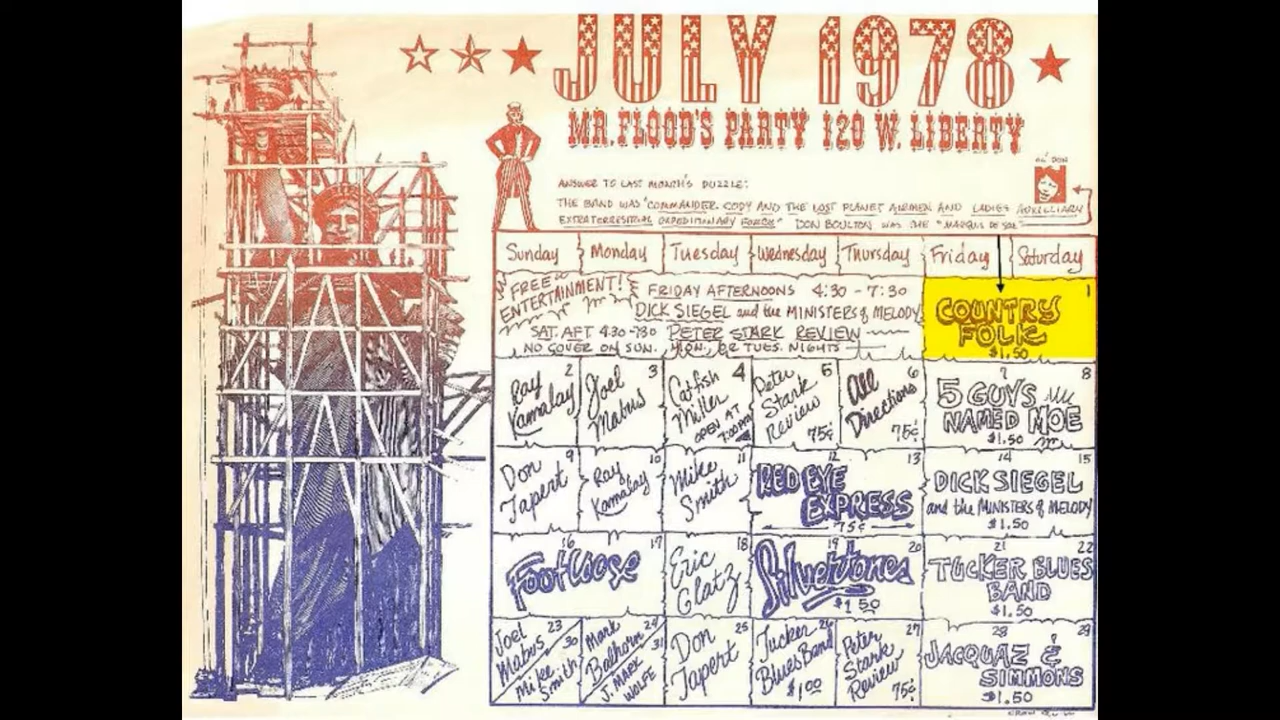 JULY 1978
MR. FLOOD'S PARTY 120 W. LIBERTY
OL' DON
ANSWER TO LAST MONTH'S PUZZLE:
THE BAND WAS "COMMANDER CODY AND THE LOST PLANET AIRMEN AND LADIES AUXILLIARY
EXTRATERRESTRIAL EXPEDITIONARY FORCE" DON BOULTON WAS THE "MARQUIS DE SOL"
Sunday Monday Tuesday Wednesday Thursday Friday Saturday
FREE ENTERTAINMENT!
FRIDAY AFTERNOONS 4:30 - 7:30
DICK SIEGEL and the MINISTERS of MELODY
SAT. AFT. 4:30-7:30 PETER STARK REVIEW
NO COVER ON SUN., MON., OR TUES. NIGHTS
1
COUNTRY
FOLK
$1.50
2
Ray
Kamalay
3
Joel
Mabus
4
Catfish
Miller
OPEN AT
7:00 PM
5
Peter
Stark
Review
75¢
6
All
Directions
75¢
7 8
5 GUYS
NAMED MOE
$1.50
9
Don
Tapert
10
Ray
Kamalay
11
Mike
Smith
12 13
RED EYE
EXPRESS
75¢
14 15
DICK SIEGEL
and the MINISTERS of MELODY
$1.50
16 17
Footloose
18
Eric
Glatz
19 20
Silvertones
$1.50
21 22
TUCKER BLUES
BAND
$1.50
Joel
Mabus 23
30
Mike
Smith
Mark
Balhorn 24
31
J. MARK
WOLFE
25
Don
Tapert
26
Tucker
Blues Band
$1.00
27
Peter
Stark
Review
75¢
28 29
JACQUAZ &
SIMMONS
$1.50